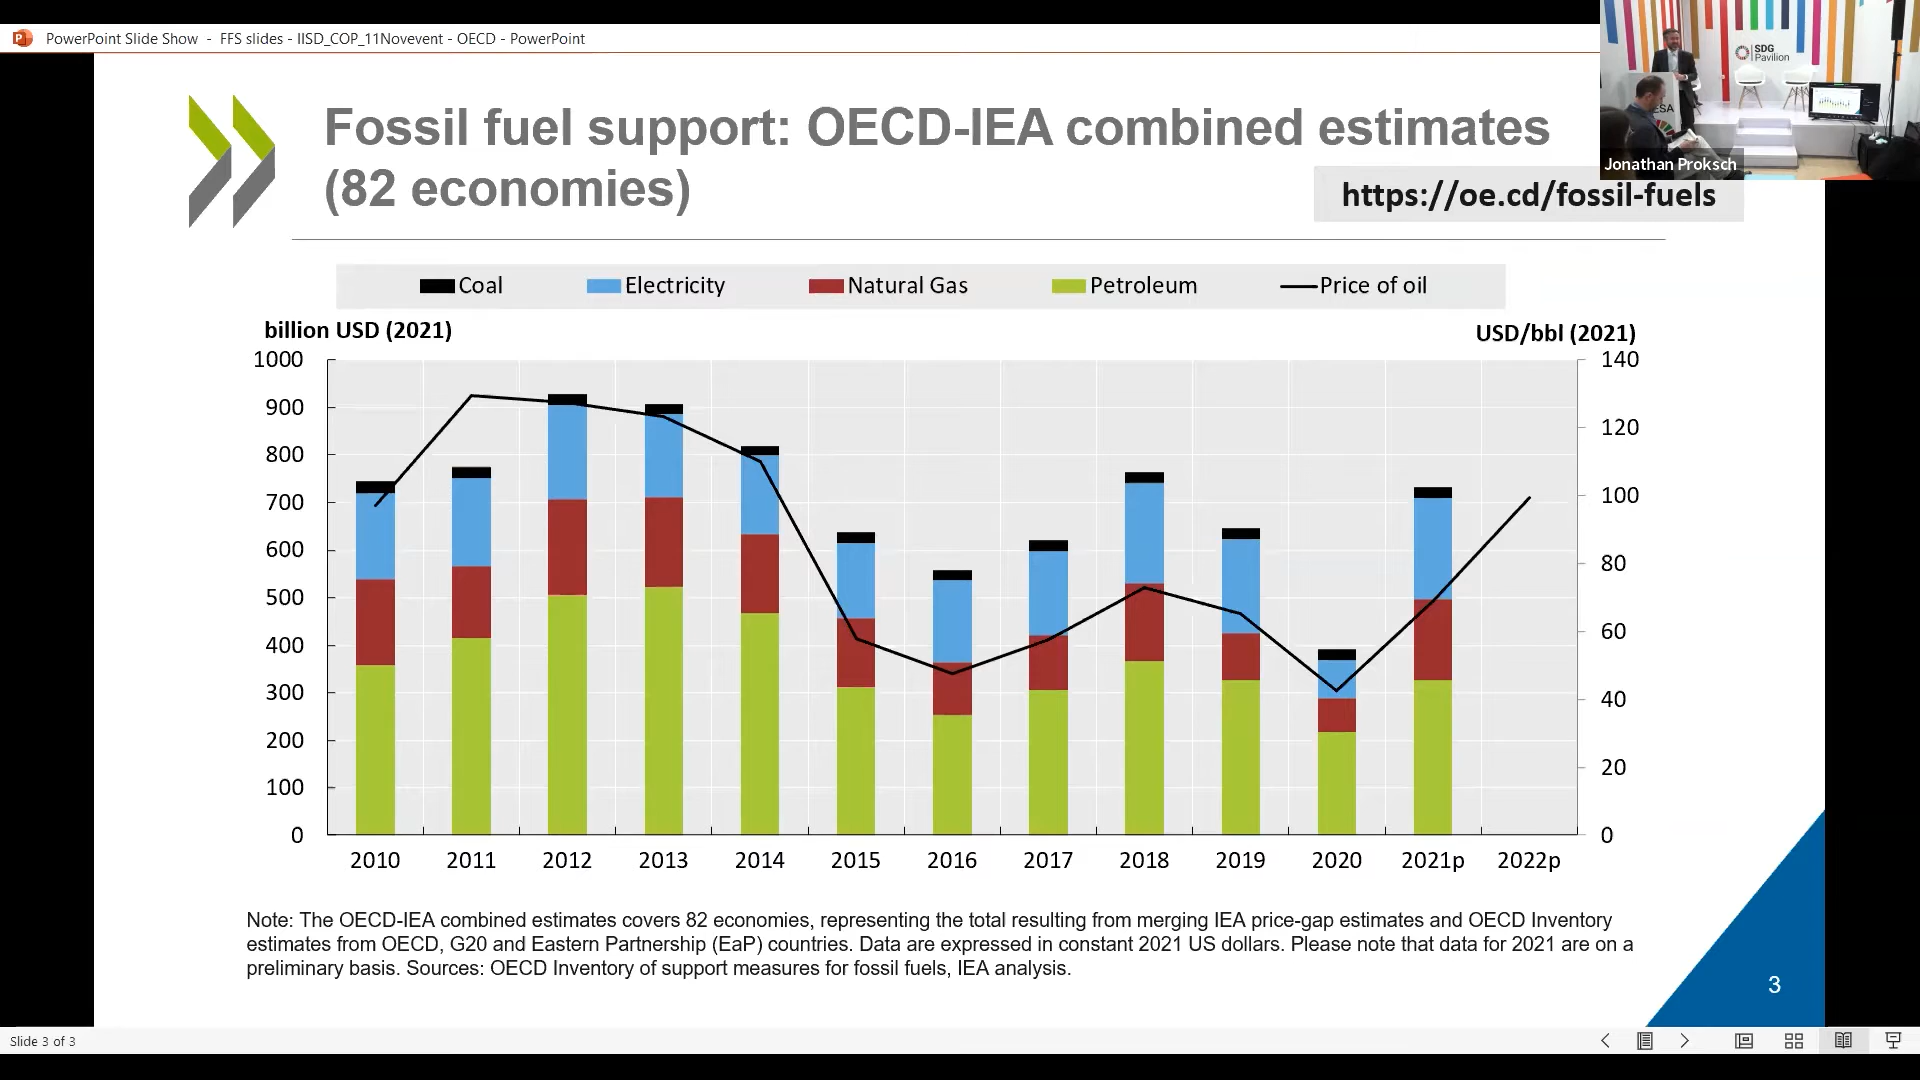 PowerPoint Slide Show - FFS slides - IISD_COP_11Novevent - OECD - PowerPoint
SDG
Pavilion
ESA
Jonathan Proksch
Fossil fuel support: OECD-IEA combined estimates
(82 economies)
https://oe.cd/fossil-fuels
Coal Electricity Natural Gas Petroleum Price of oil
billion USD (2021) USD/bbl (2021)
1000 140
900
120
800
700 100
600
80
500
60
400
300
40
200
20
100
0 0
2010 2011 2012 2013 2014 2015 2016 2017 2018 2019 2020 2021p 2022p
Note: The OECD-IEA combined estimates covers 82 economies, representing the total resulting from merging IEA price-gap estimates and OECD Inventory
estimates from OECD, G20 and Eastern Partnership (EaP) countries. Data are expressed in constant 2021 US dollars. Please note that data for 2021 are on a
preliminary basis. Sources: OECD Inventory of support measures for fossil fuels, IEA analysis.
3
Slide 3 of 3